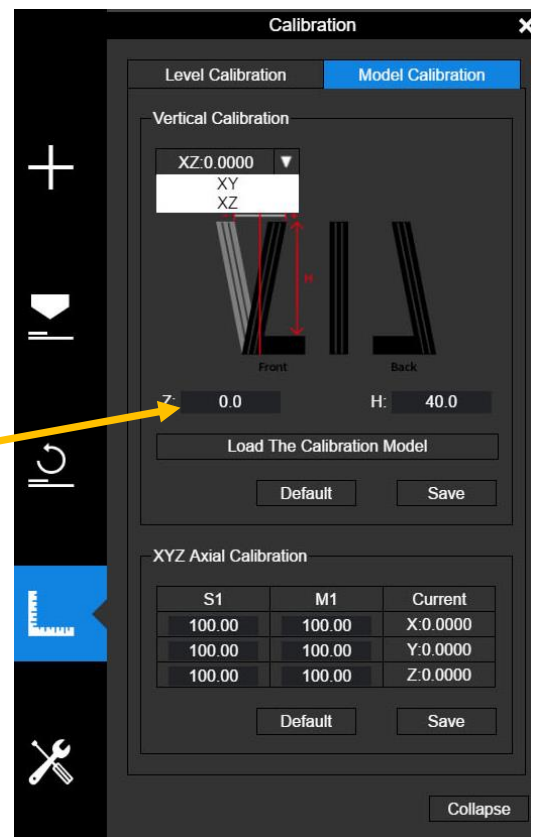 Calibration
Level Calibration Model Calibration
Vertical Calibration
XZ:0.0000 ▼
XY
XZ
H
Front Back
Z: 0.0 H: 40.0
Load The Calibration Model
Default Save
XYZ Axial Calibration
S1 M1 Current
100.00 100.00 X:0.0000
100.00 100.00 Y:0.0000
100.00 100.00 Z:0.0000
Default Save
Collapse